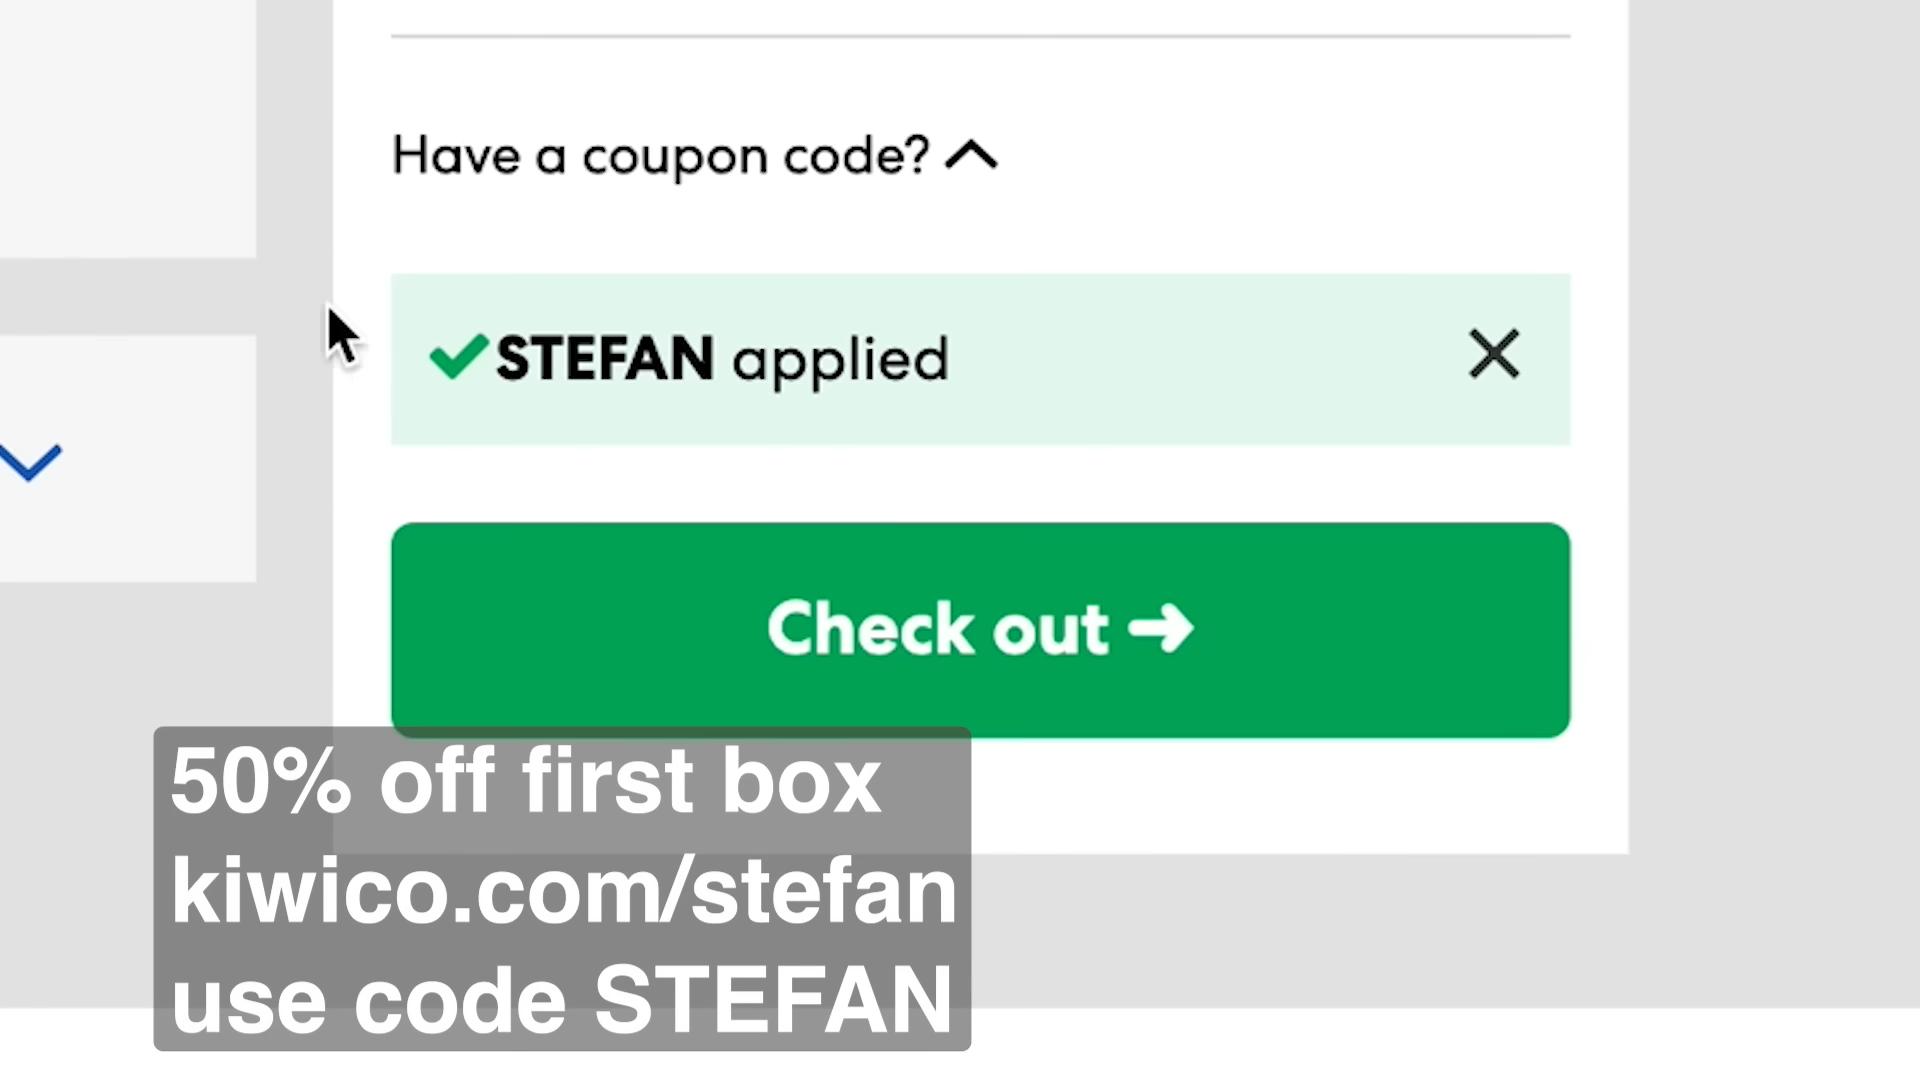 Have a coupon code?
STEFAN applied
Check out
50% off first box
kiwico.com/stefan
use code STEFAN